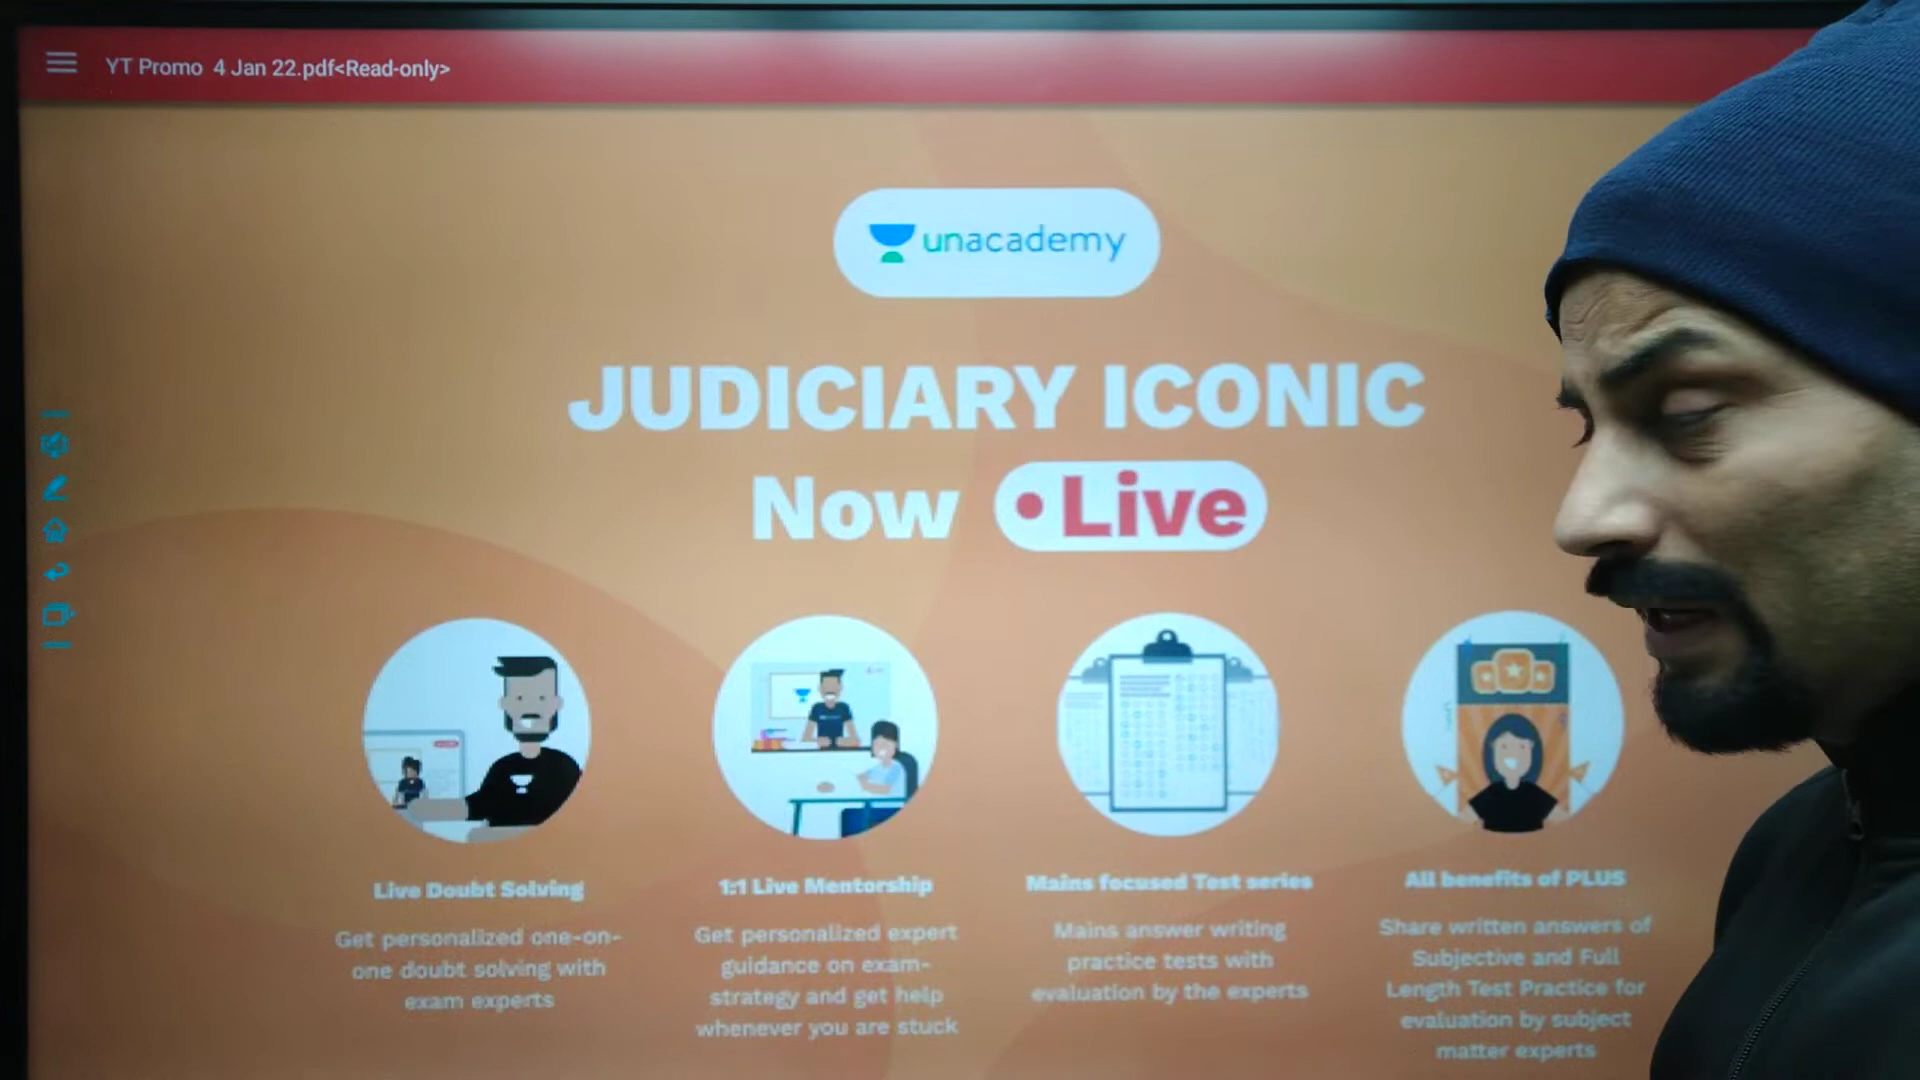 YT Promo 4 Jan 22.pdf<Read-only>
unacademy
JUDICIARY ICONIC
Now • Live
Live Doubt Solving
Get personalized one-on-
one doubt solving with
exam experts
1:1 Live Mentorship
Get personalized expert
guidance on exam-
strategy and get help
whenever you are stuck
Mains focused Test series
Mains answer writing
practice tests with
evaluation by the experts
All benefits of PLUS
Share written answers of
Subjective and Full
Length Test Practice for
evaluation by subject
matter experts